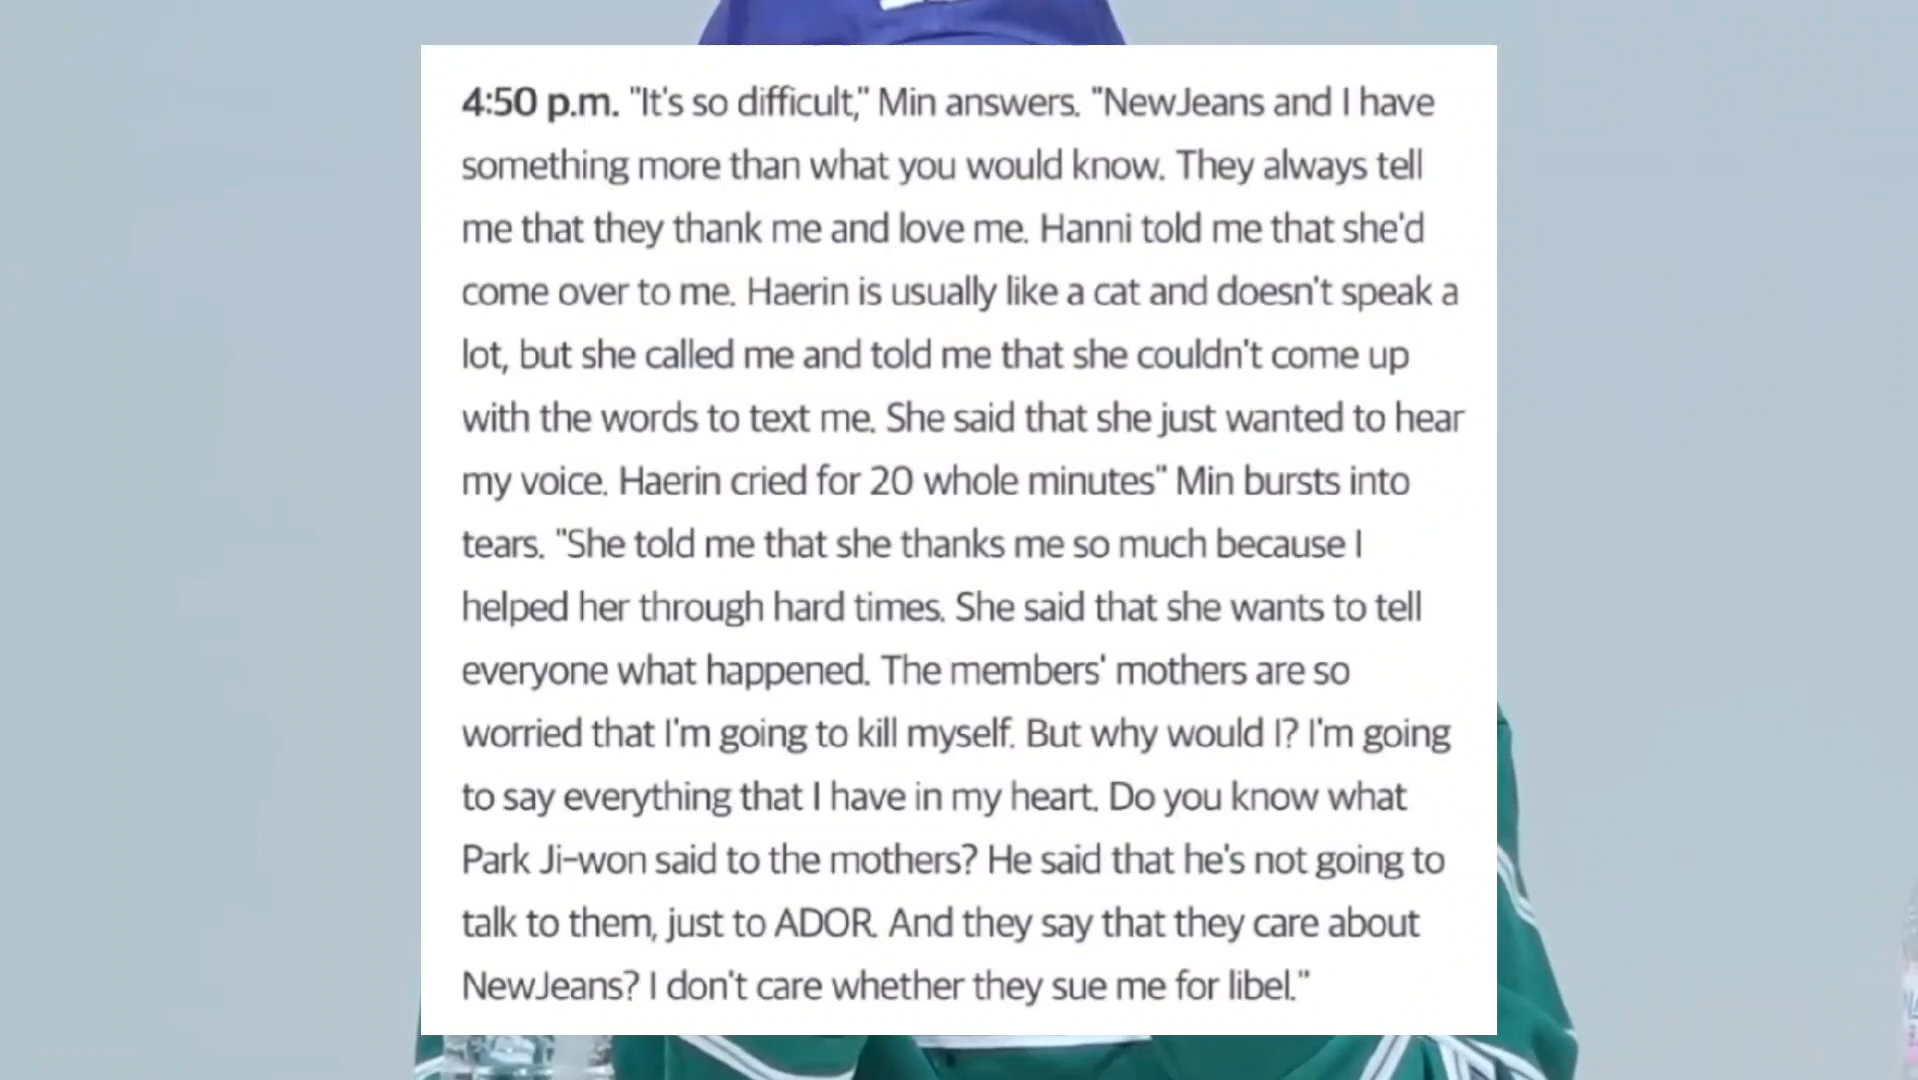 4:50 p.m. "It's so difficult," Min answers. "NewJeans and I have
something more than what you would know. They always tell
me that they thank me and love me. Hanni told me that she'd
come over to me. Haerin is usually like a cat and doesn't speak a
lot, but she called me and told me that she couldn't come up
with the words to text me. She said that she just wanted to hear
my voice. Haerin cried for 20 whole minutes" Min bursts into
tears. "She told me that she thanks me so much because I
helped her through hard times. She said that she wants to tell
everyone what happened. The members' mothers are so
worried that I'm going to kill myself. But why would I? I'm going
to say everything that I have in my heart. Do you know what
Park Ji-won said to the mothers? He said that he's not going to
talk to them, just to ADOR. And they say that they care about
NewJeans? I don't care whether they sue me for libel."